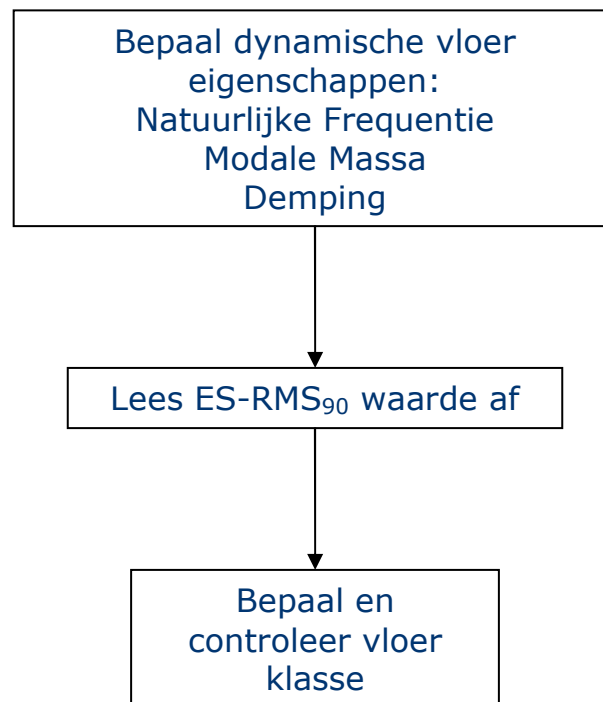 Bepaal dynamische vloer
eigenschappen:
Natuurlijke Frequentie
Modale Massa
Demping
Lees ES-RMS₉₀ waarde af
Bepaal en
controleer vloer
klasse